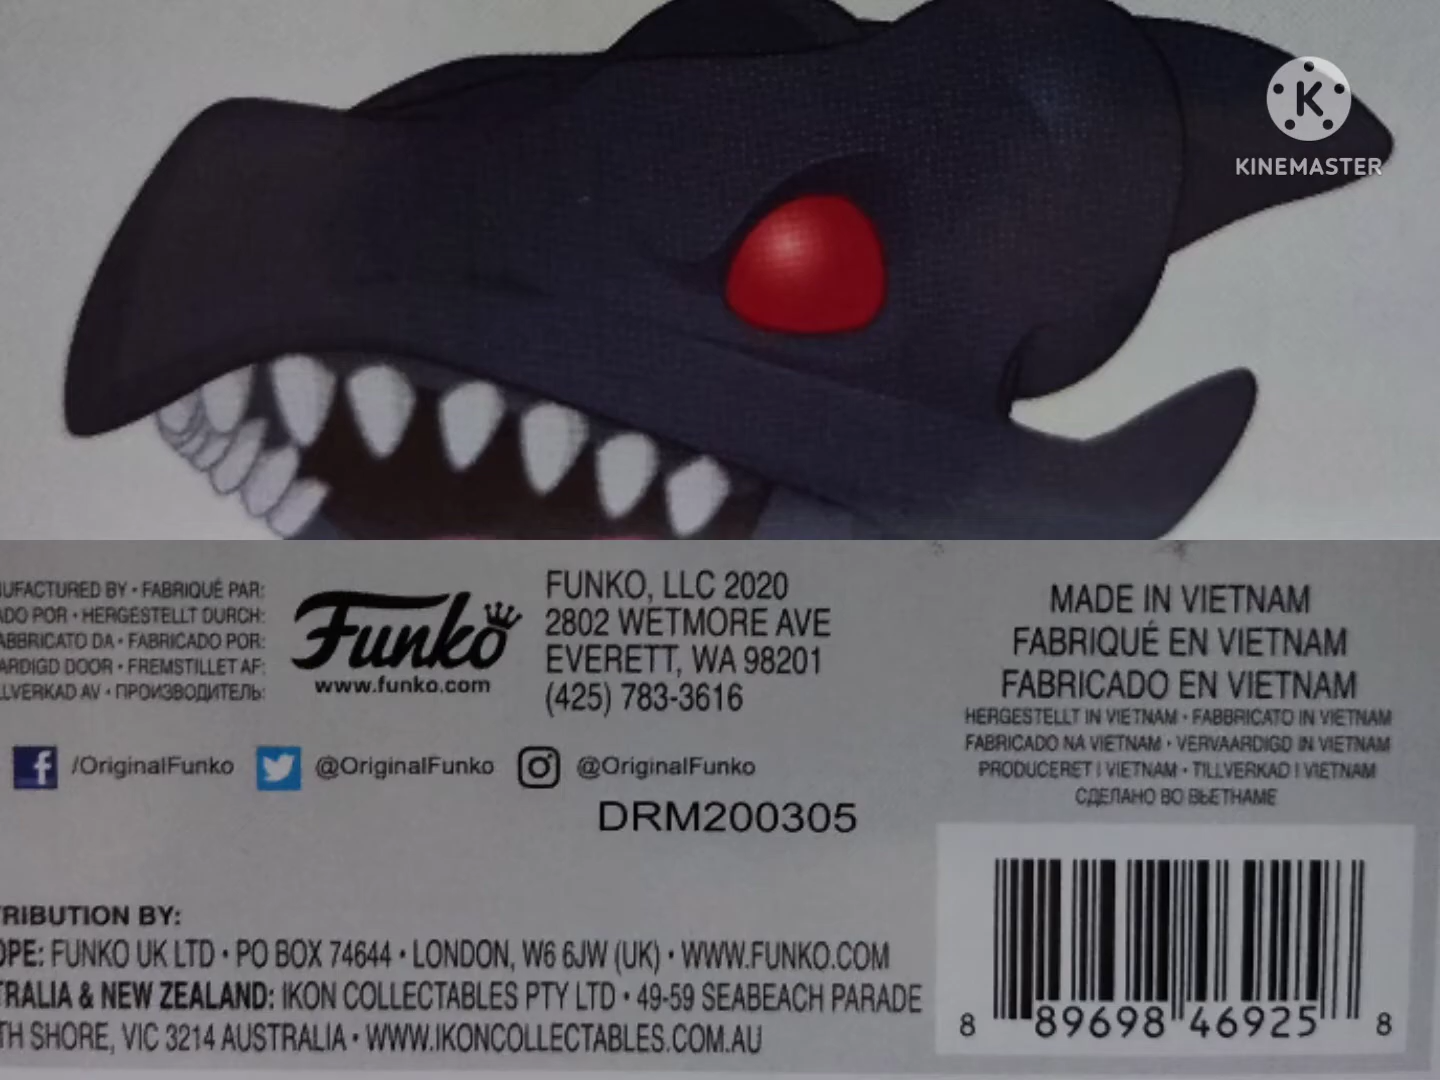 KINEMASTER
UFACTURED BY • FABRIQUÉ PAR:
ADO POR • HERGESTELLT DURCH:
ABBRICATO DA • FABRICADO POR:
ARDIGD DOOR • FREMSTILLET AF:
LLVERKAD AV • ПРОИЗВОДИТЕЛЬ:
Funko
www.funko.com
FUNKO, LLC 2020
2802 WETMORE AVE
EVERETT, WA 98201
(425) 783-3616
/OriginalFunko @OriginalFunko @OriginalFunko
DRM200305
MADE IN VIETNAM
FABRIQUÉ EN VIETNAM
FABRICADO EN VIETNAM
HERGESTELLT IN VIETNAM • FABBRICATO IN VIETNAM
FABRICADO NA VIETNAM • VERVAARDIGD IN VIETNAM
PRODUCERET I VIETNAM • TILLVERKAD I VIETNAM
СДЕЛАНО ВО ВЬЕТНАМЕ
TRIBUTION BY:
OPE: FUNKO UK LTD • PO BOX 74644 • LONDON, W6 6JW (UK) • WWW.FUNKO.COM
TRALIA & NEW ZEALAND: IKON COLLECTABLES PTY LTD • 49-59 SEABEACH PARADE
TH SHORE, VIC 3214 AUSTRALIA • WWW.IKONCOLLECTABLES.COM.AU
8 89698 46925 8